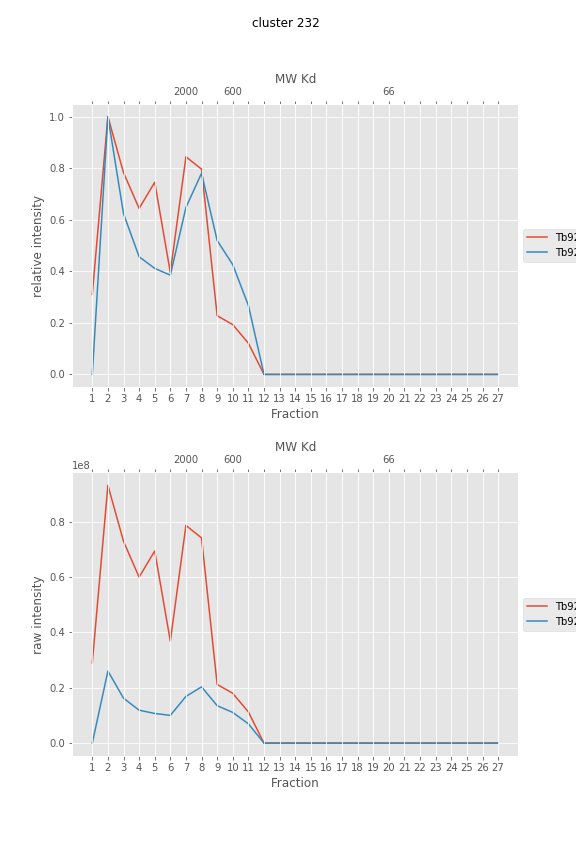 cluster 232
MW Kd
2000 600 66
1.0
0.8
0.6
0.4
0.2
0.0
relative intensity
1 2 3 4 5 6 7 8 9 10 11 12 13 14 15 16 17 18 19 20 21 22 23 24 25 26 27
Fraction
Tb92
Tb92
MW Kd
2000 600 66
1e8
0.8
0.6
0.4
0.2
0.0
raw intensity
1 2 3 4 5 6 7 8 9 10 11 12 13 14 15 16 17 18 19 20 21 22 23 24 25 26 27
Fraction
Tb92
Tb92